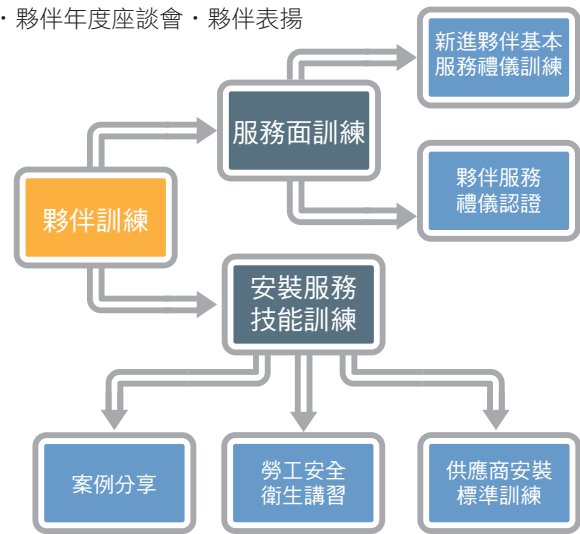 ・夥伴年度座談會・夥伴表揚
新進夥伴基本
服務禮儀訓練
服務面訓練
夥伴服務
禮儀認證
夥伴訓練
安裝服務
技能訓練
案例分享
勞工安全
衛生講習
供應商安裝
標準訓練